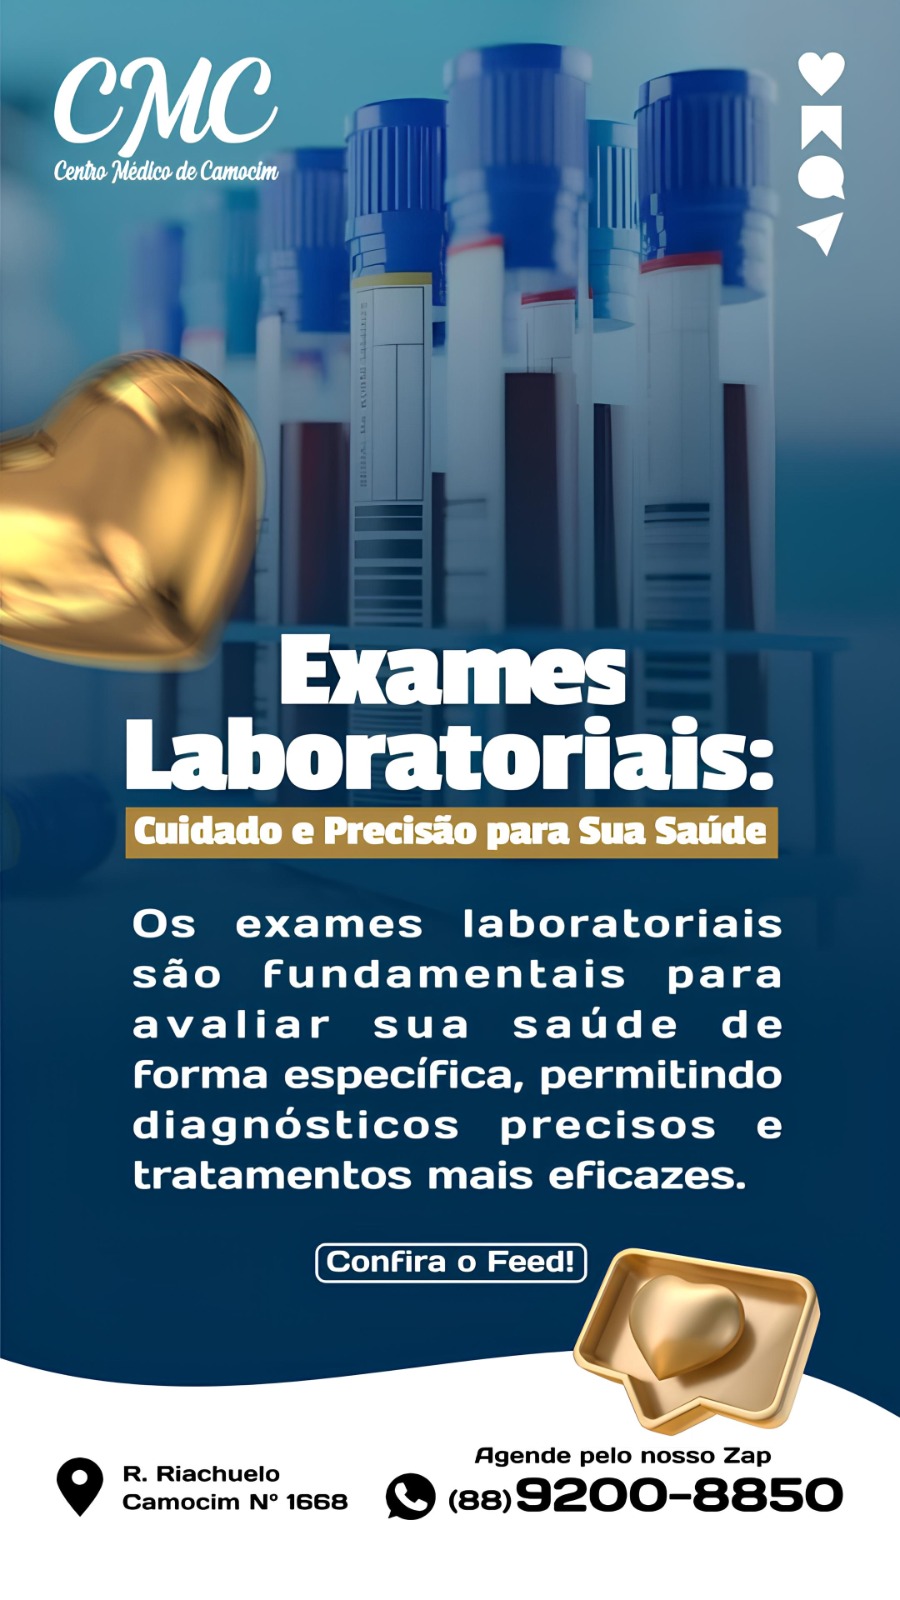 CMC
Centro Médico de Camocim
Exames
Laboratoriais:
Cuidado e Precisão para Sua Saúde
Os exames laboratoriais
são fundamentais para
avaliar sua saúde de
forma específica, permitindo
diagnósticos precisos e
tratamentos mais eficazes.
Confira o Feed!
Agende pelo nosso Zap
R. Riachuelo
Camocim Nº 1668
(88)9200-8850